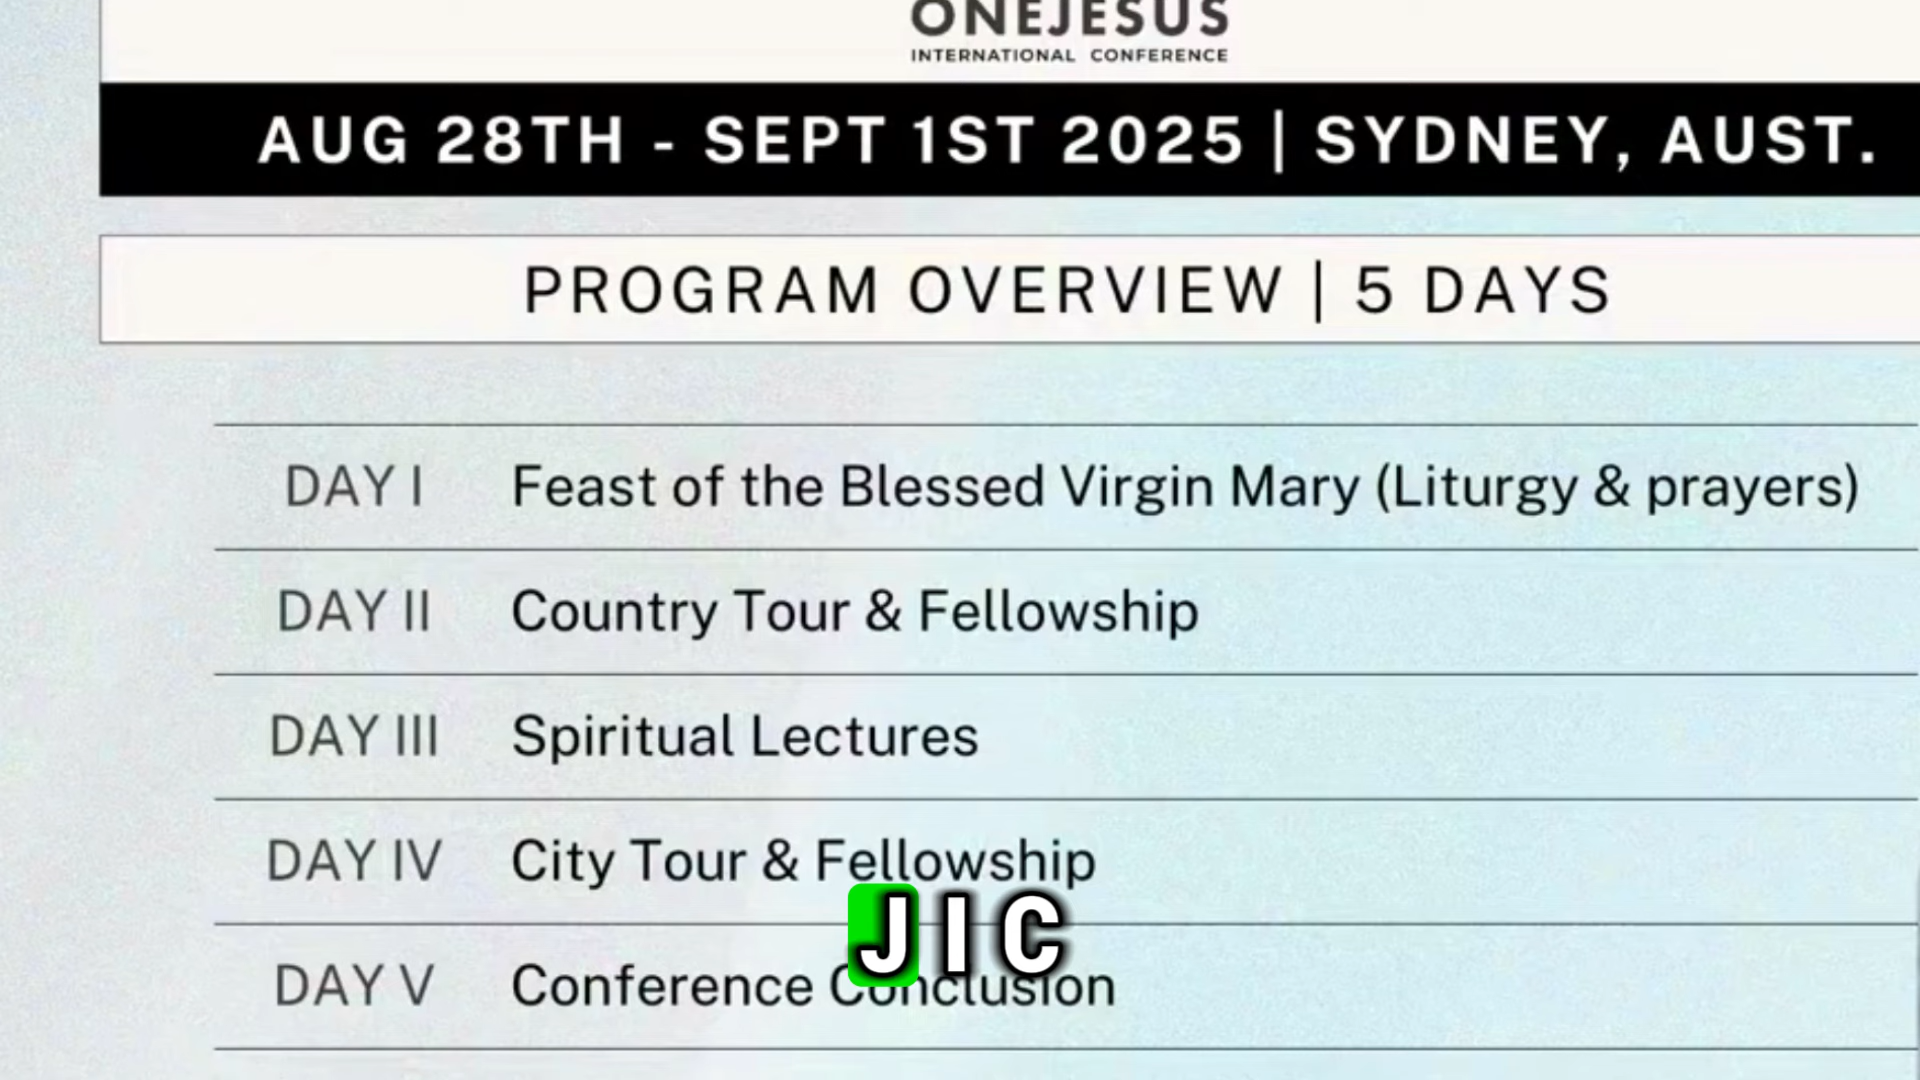 ONEJESUS
INTERNATIONAL CONFERENCE
AUG 28TH - SEPT 1ST 2025 | SYDNEY, AUST.
PROGRAM OVERVIEW | 5 DAYS
DAY I Feast of the Blessed Virgin Mary (Liturgy & prayers)
DAY II Country Tour & Fellowship
DAY III Spiritual Lectures
DAY IV City Tour & Fellowship
J I C
DAY V Conference Conclusion